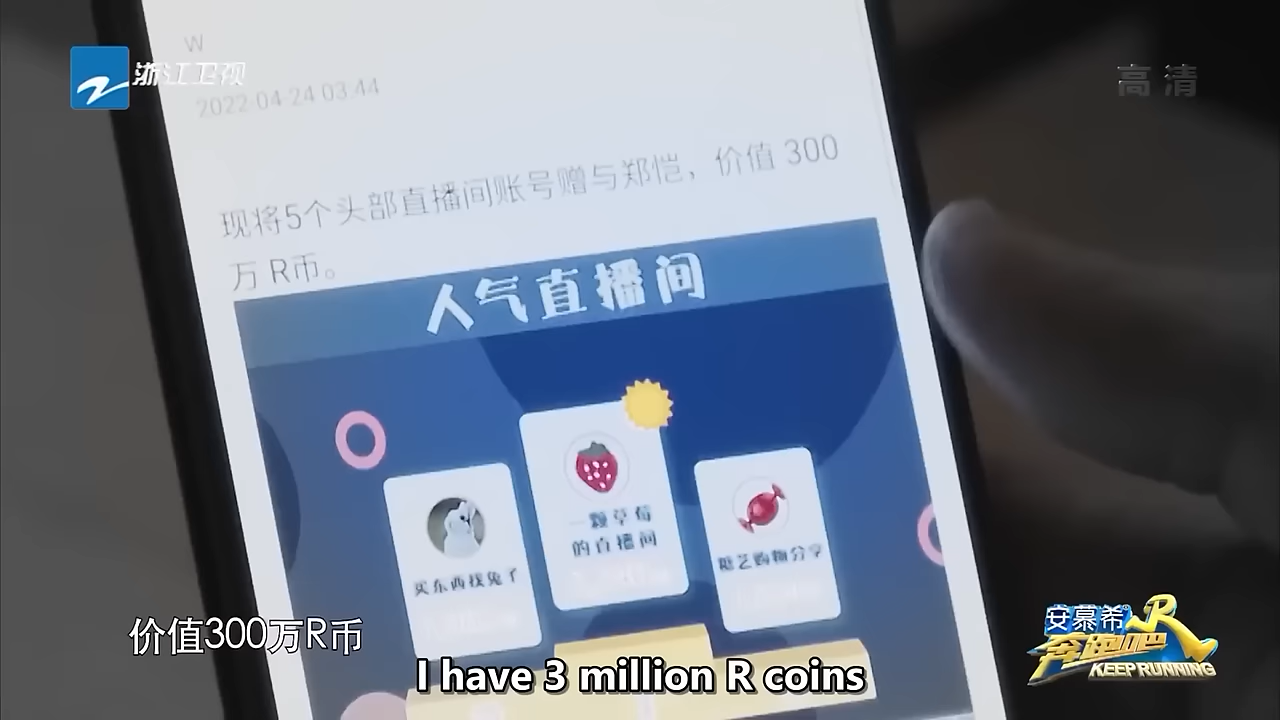 浙江卫视
高清
W
2022-04-24 03:44
现将5个头部直播间账号赠与郑恺，价值 300
万 R币。
人气直播间
买东西找兔子
一颗草莓
的直播间
糖艺购物分享
价值300万R币
I have 3 million R coins
安慕希
奔跑吧
KEEP RUNNING